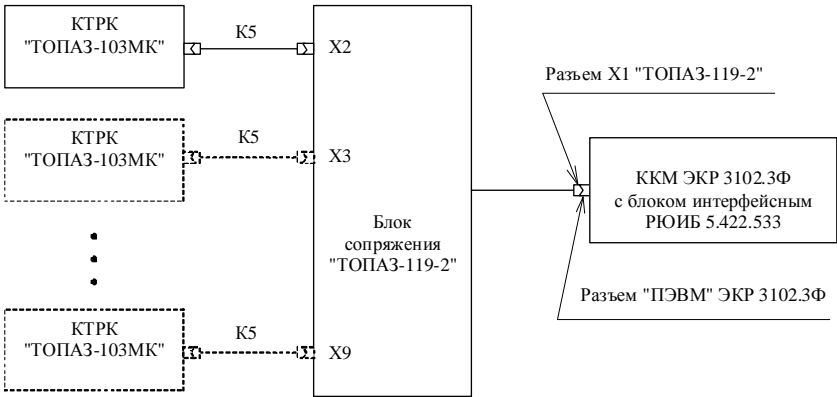 КТРК
"ТОПАЗ-103МК"
К5
X2
КТРК
"ТОПАЗ-103МК"
К5
X3
КТРК
"ТОПАЗ-103МК"
К5
X9
Блок
сопряжения
"ТОПАЗ-119-2"
Разъем X1 "ТОПАЗ-119-2"
ККМ ЭКР 3102.3Ф
с блоком интерфейсным
РЮИБ 5.422.533
Разъем "ПЭВМ" ЭКР 3102.3Ф